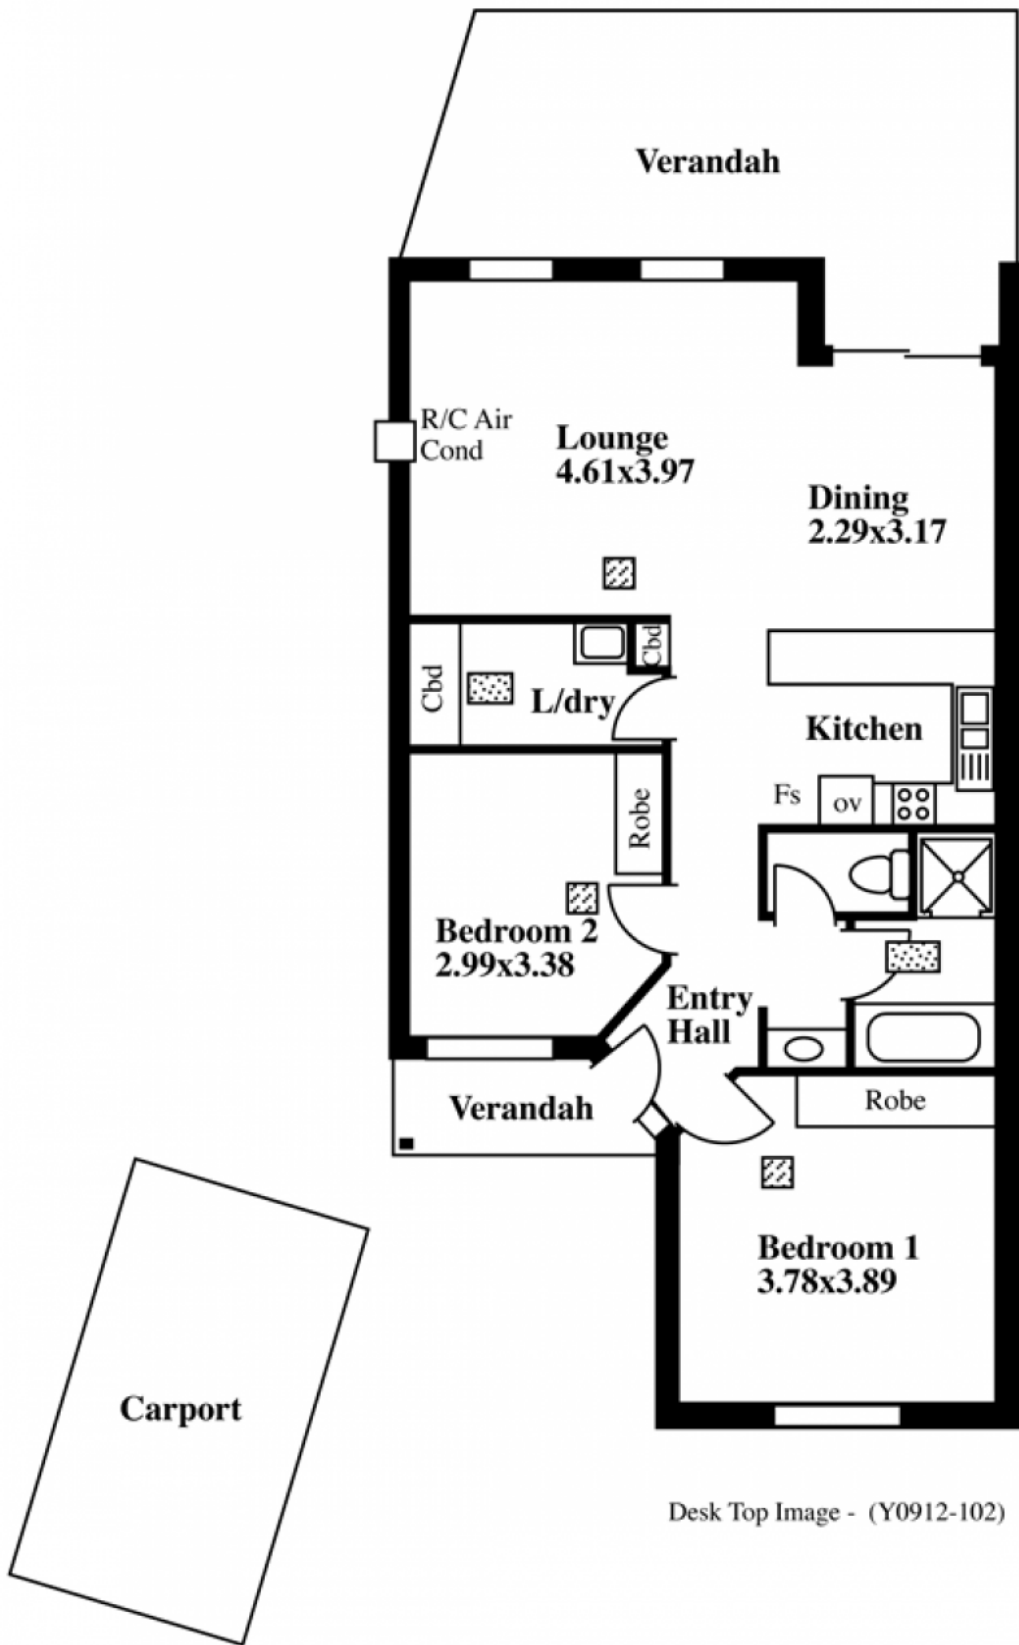 Verandah
R/C Air
Cond
Lounge
4.61x3.97
Dining
2.29x3.17
Cbd
Cbd
L/dry
Kitchen
Fs
ov
Robe
Bedroom 2
2.99x3.38
Entry
Hall
Verandah
Robe
Bedroom 1
3.78x3.89
Carport
Desk Top Image - (Y0912-102)